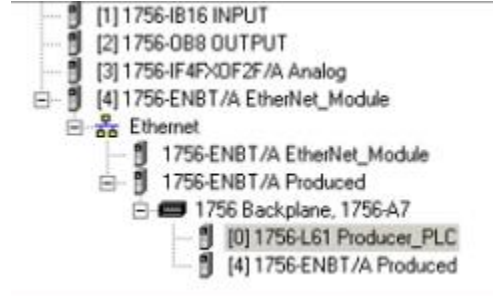 [1] 1756-IB16 INPUT
[2] 1756-OB8 OUTPUT
[3] 1756-IF4FXOF2F/A Analog
[4] 1756-ENBT/A EtherNet_Module
Ethernet
1756-ENBT/A EtherNet_Module
1756-ENBT/A Produced
1756 Backplane, 1756-A7
[0] 1756-L61 Producer_PLC
[4] 1756-ENBT/A Produced